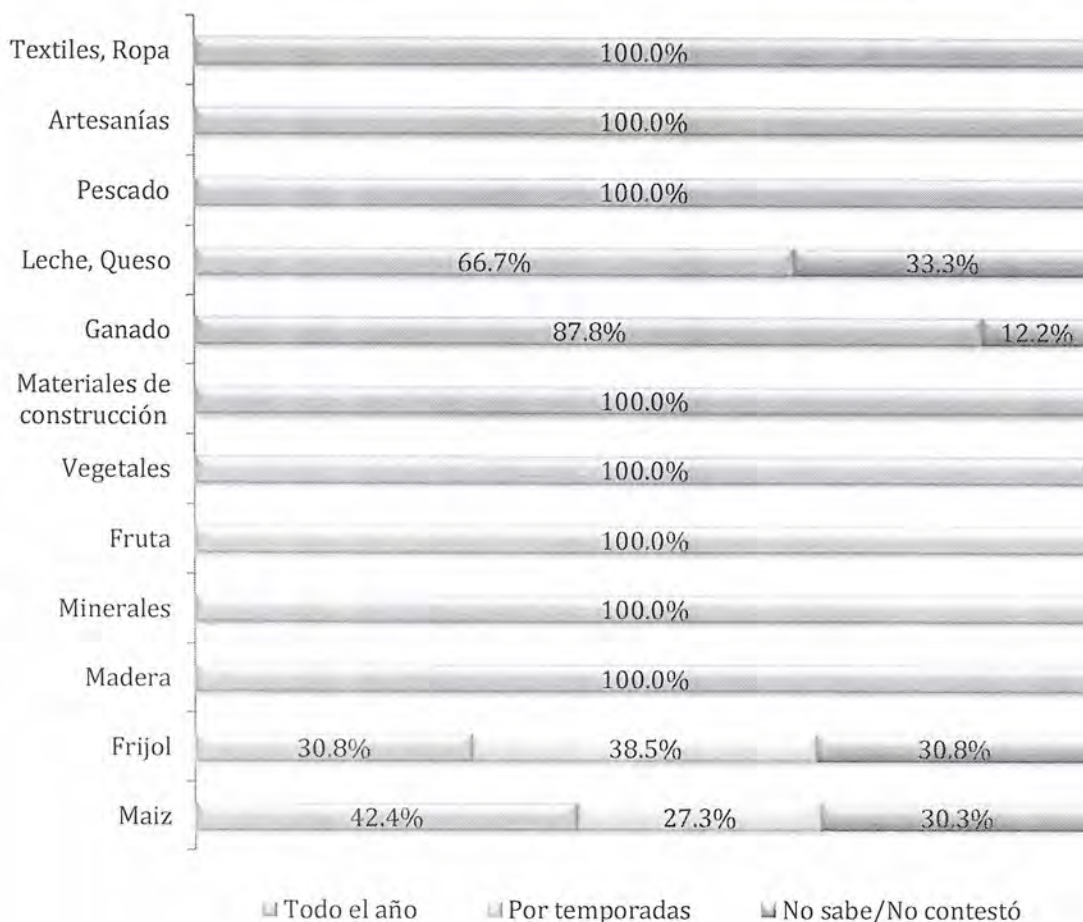 Textiles, Ropa 100.0%
Artesanías 100.0%
Pescado 100.0%
Leche, Queso 66.7% 33.3%
Ganado 87.8% 12.2%
Materiales de
construcción 100.0%
Vegetales 100.0%
Fruta 100.0%
Minerales 100.0%
Madera 100.0%
Frijol 30.8% 38.5% 30.8%
Maiz 42.4% 27.3% 30.3%
Todo el año Por temporadas No sabe/No contestó